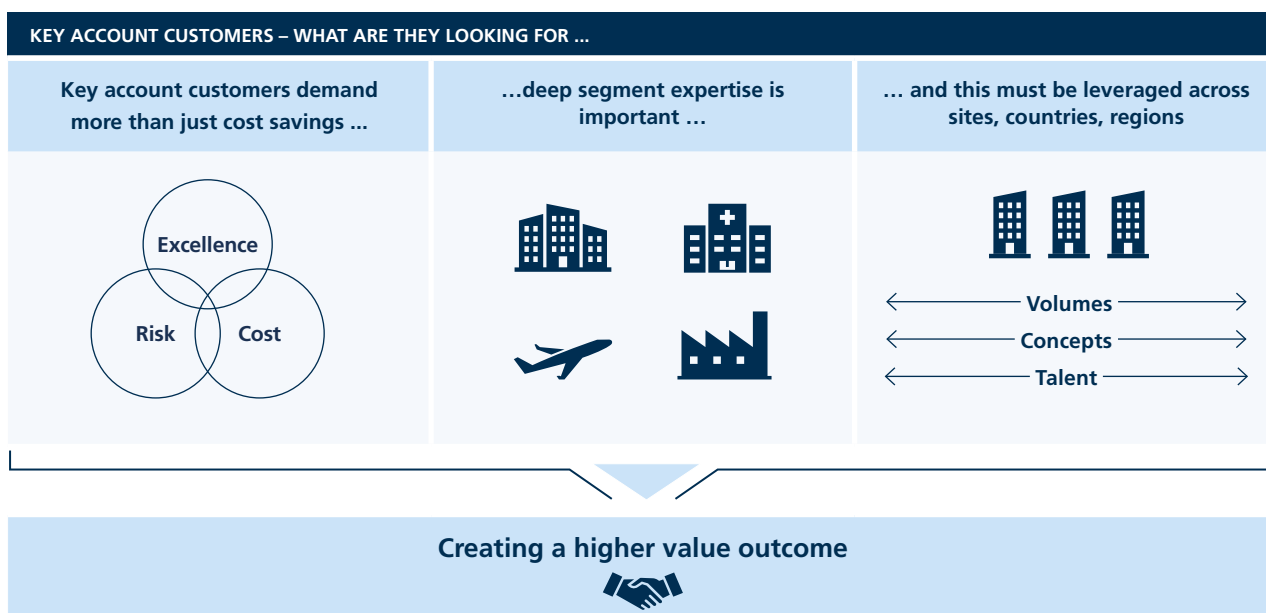 KEY ACCOUNT CUSTOMERS – WHAT ARE THEY LOOKING FOR ...
Key account customers demand
more than just cost savings ...
Excellence
Risk
Cost
…deep segment expertise is
important …
… and this must be leveraged across
sites, countries, regions
Volumes
Concepts
Talent
Creating a higher value outcome